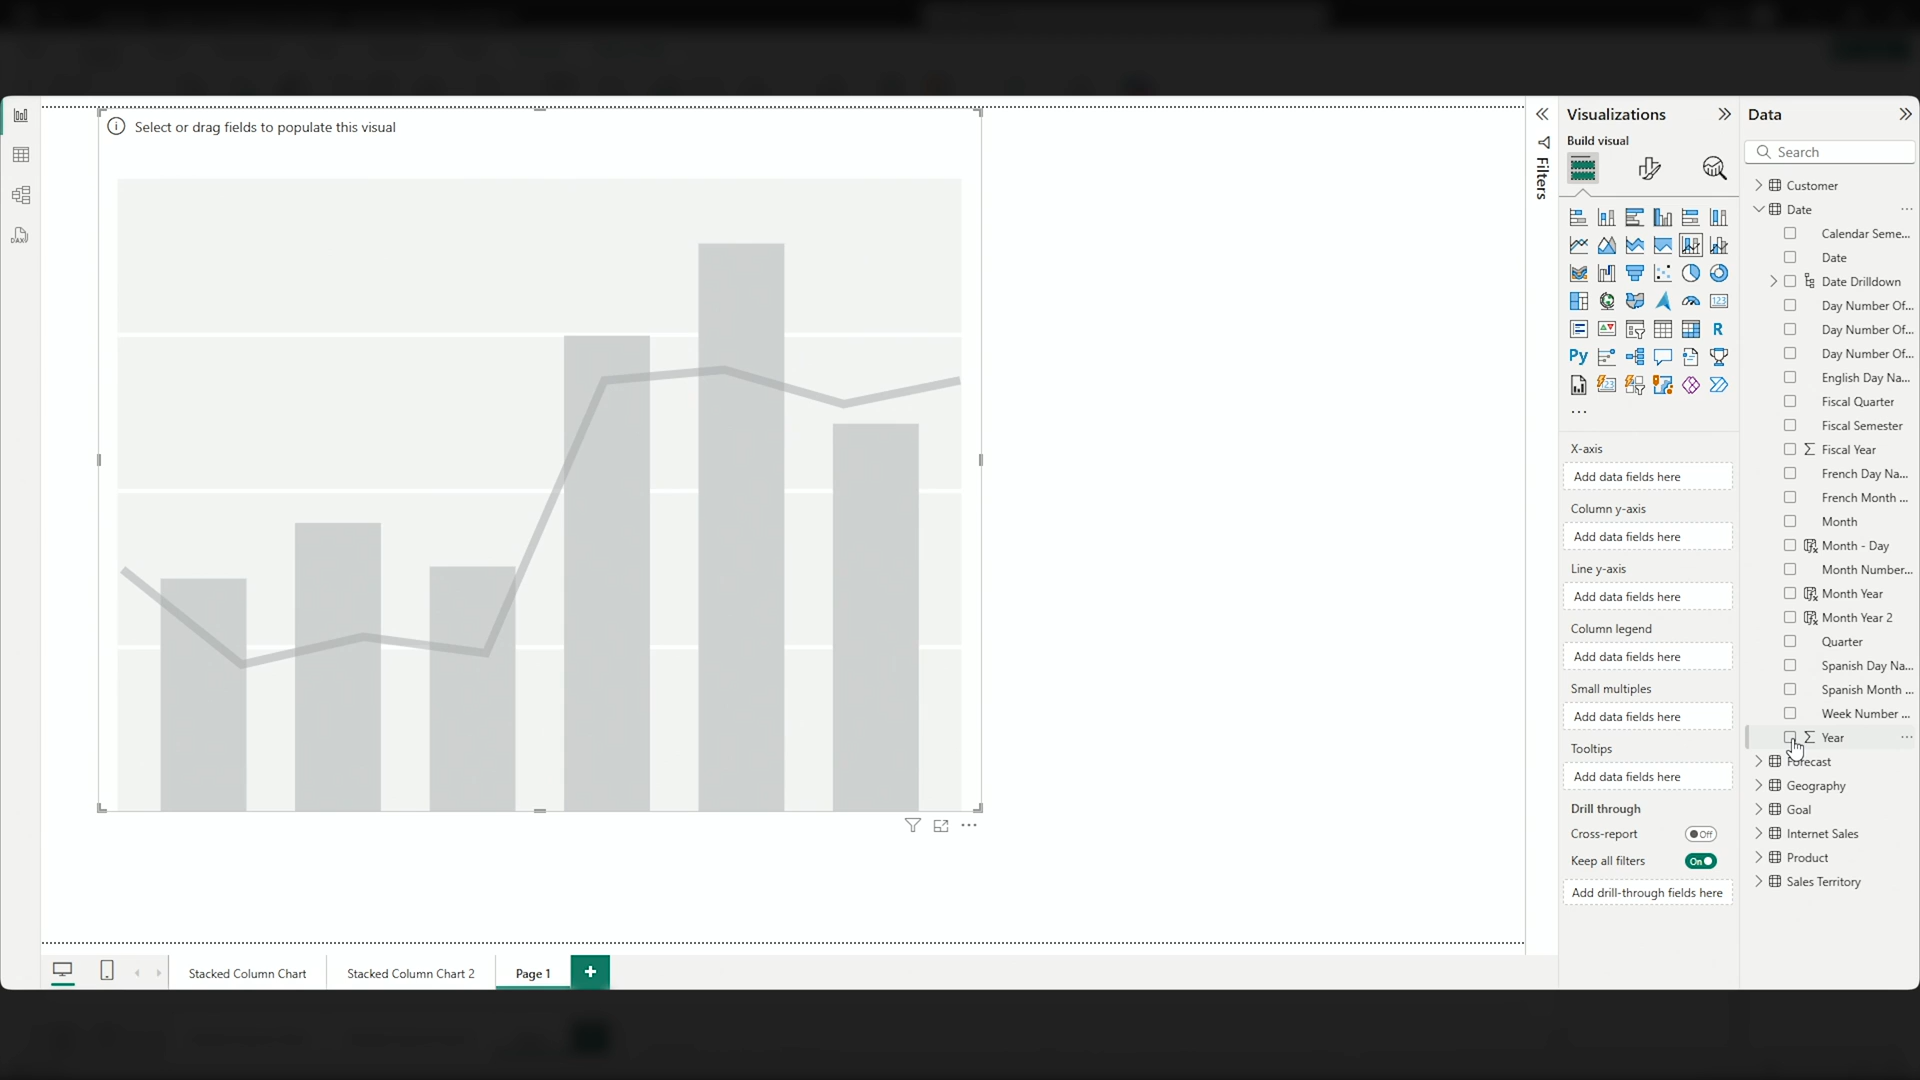 Select or drag fields to populate this visual
Filters
Visualizations
Build visual
123
R
Py
123
...
X-axis
Add data fields here
Column y-axis
Add data fields here
Line y-axis
Add data fields here
Column legend
Add data fields here
Small multiples
Add data fields here
Tooltips
Add data fields here
Drill through
Cross-report
Off
Keep all filters
On
Add drill-through fields here
Data
Search
Customer
Date
Calendar Seme...
Date
Date Drilldown
Day Number Of...
Day Number Of...
Day Number Of...
English Day Na...
Fiscal Quarter
Fiscal Semester
Σ Fiscal Year
French Day Na...
French Month ...
Month
Month - Day
Month Number...
Month Year
Month Year 2
Quarter
Spanish Day Na...
Spanish Month ...
Week Number ...
Σ Year
Forecast
Geography
Goal
Internet Sales
Product
Sales Territory
Stacked Column Chart
Stacked Column Chart 2
Page 1
+